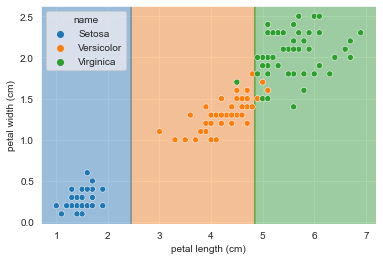 name
Setosa
Versicolor
Virginica
petal width (cm)
2.5
2.0
1.5
1.0
0.5
0.0
1 2 3 4 5 6 7
petal length (cm)